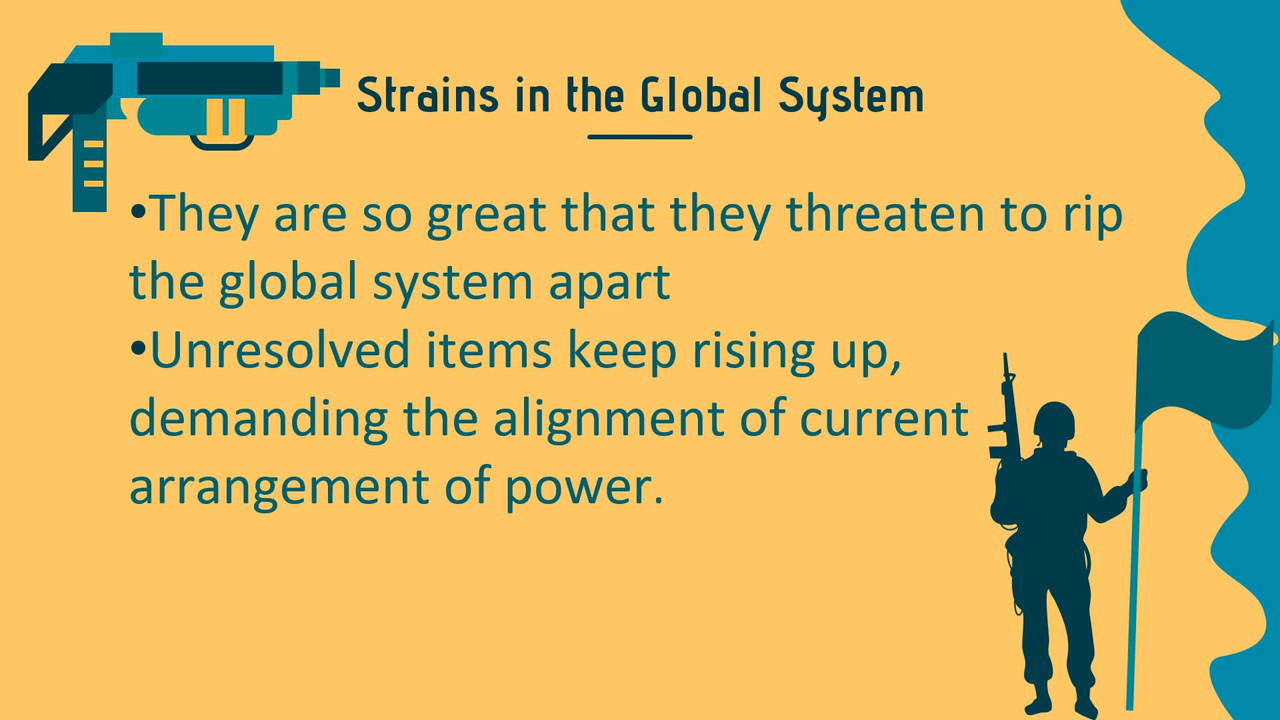 Strains in the Global System
•They are so great that they threaten to rip
the global system apart
•Unresolved items keep rising up,
demanding the alignment of current
arrangement of power.